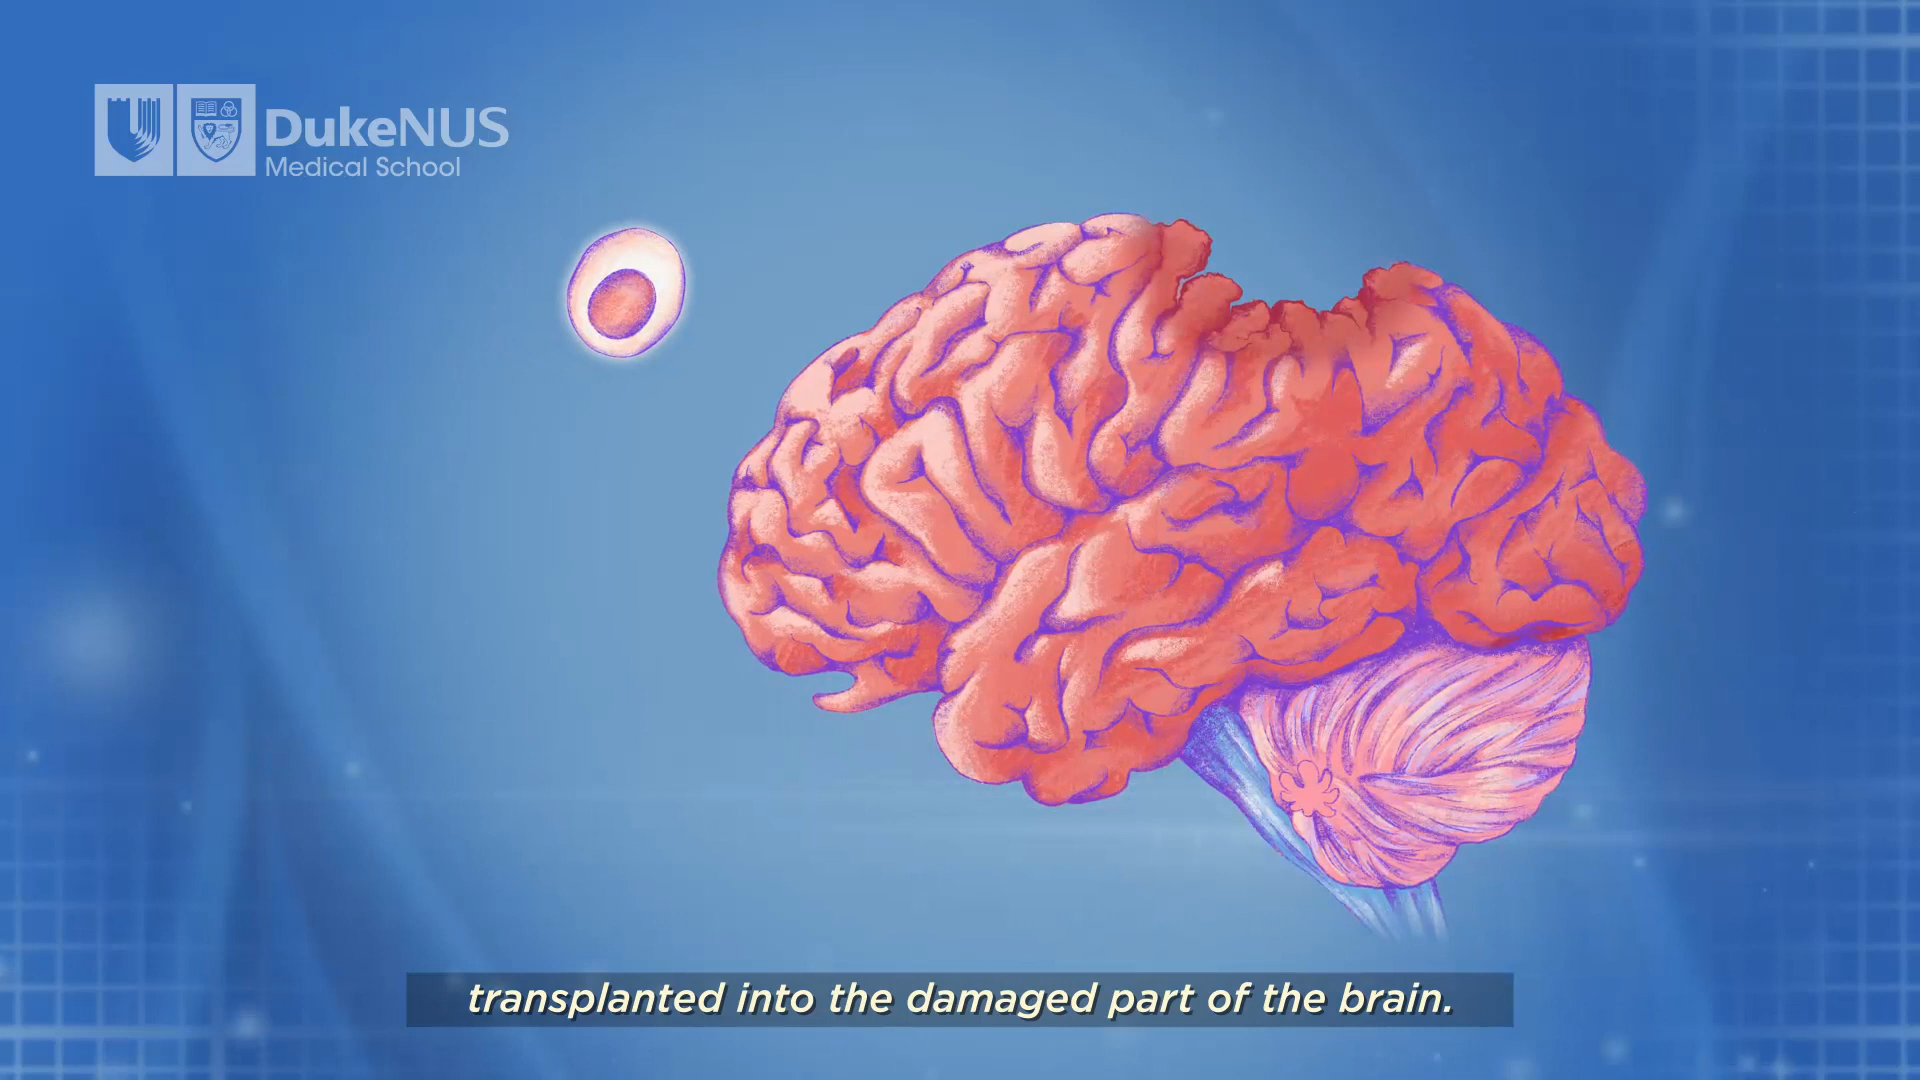 DukeNUS
Medical School
transplanted into the damaged part of the brain.